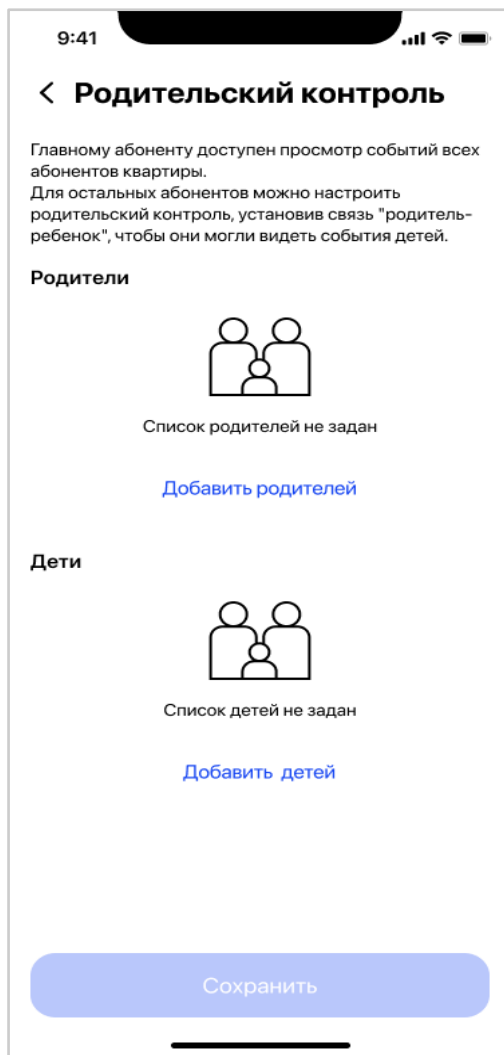 9:41
Родительский контроль
Главному абоненту доступен просмотр событий всех
абонентов квартиры.
Для остальных абонентов можно настроить
родительский контроль, установив связь "родитель-
ребенок", чтобы они могли видеть события детей.
Родители
Список родителей не задан
Добавить родителей
Дети
Список детей не задан
Добавить детей
Сохранить